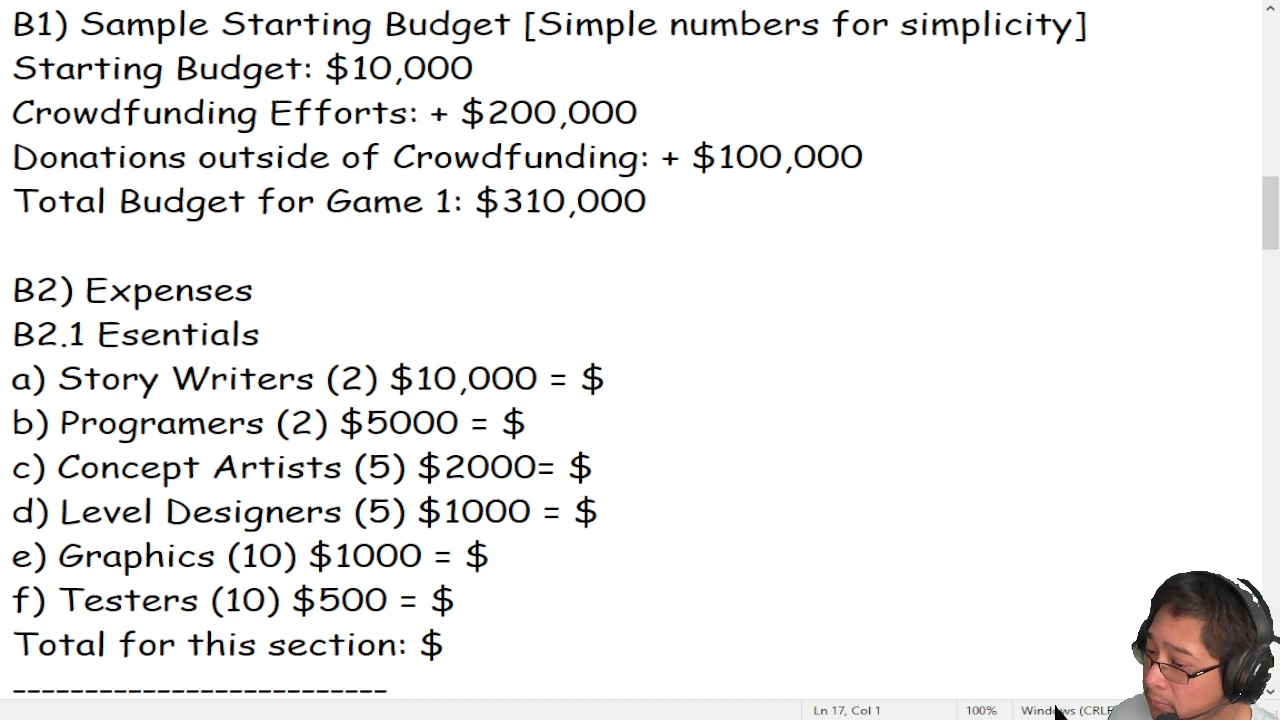 B1) Sample Starting Budget [Simple numbers for simplicity]
Starting Budget: $10,000
Crowdfunding Efforts: + $200,000
Donations outside of Crowdfunding: + $100,000
Total Budget for Game 1: $310,000
B2) Expenses
B2.1 Esentials
a) Story Writers (2) $10,000 = $
b) Programers (2) $5000 = $
c) Concept Artists (5) $2000= $
d) Level Designers (5) $1000 = $
e) Graphics (10) $1000 = $
f) Testers (10) $500 = $
Total for this section: $
--------------------------
Ln 17, Col 1 100% Windows (CRLF